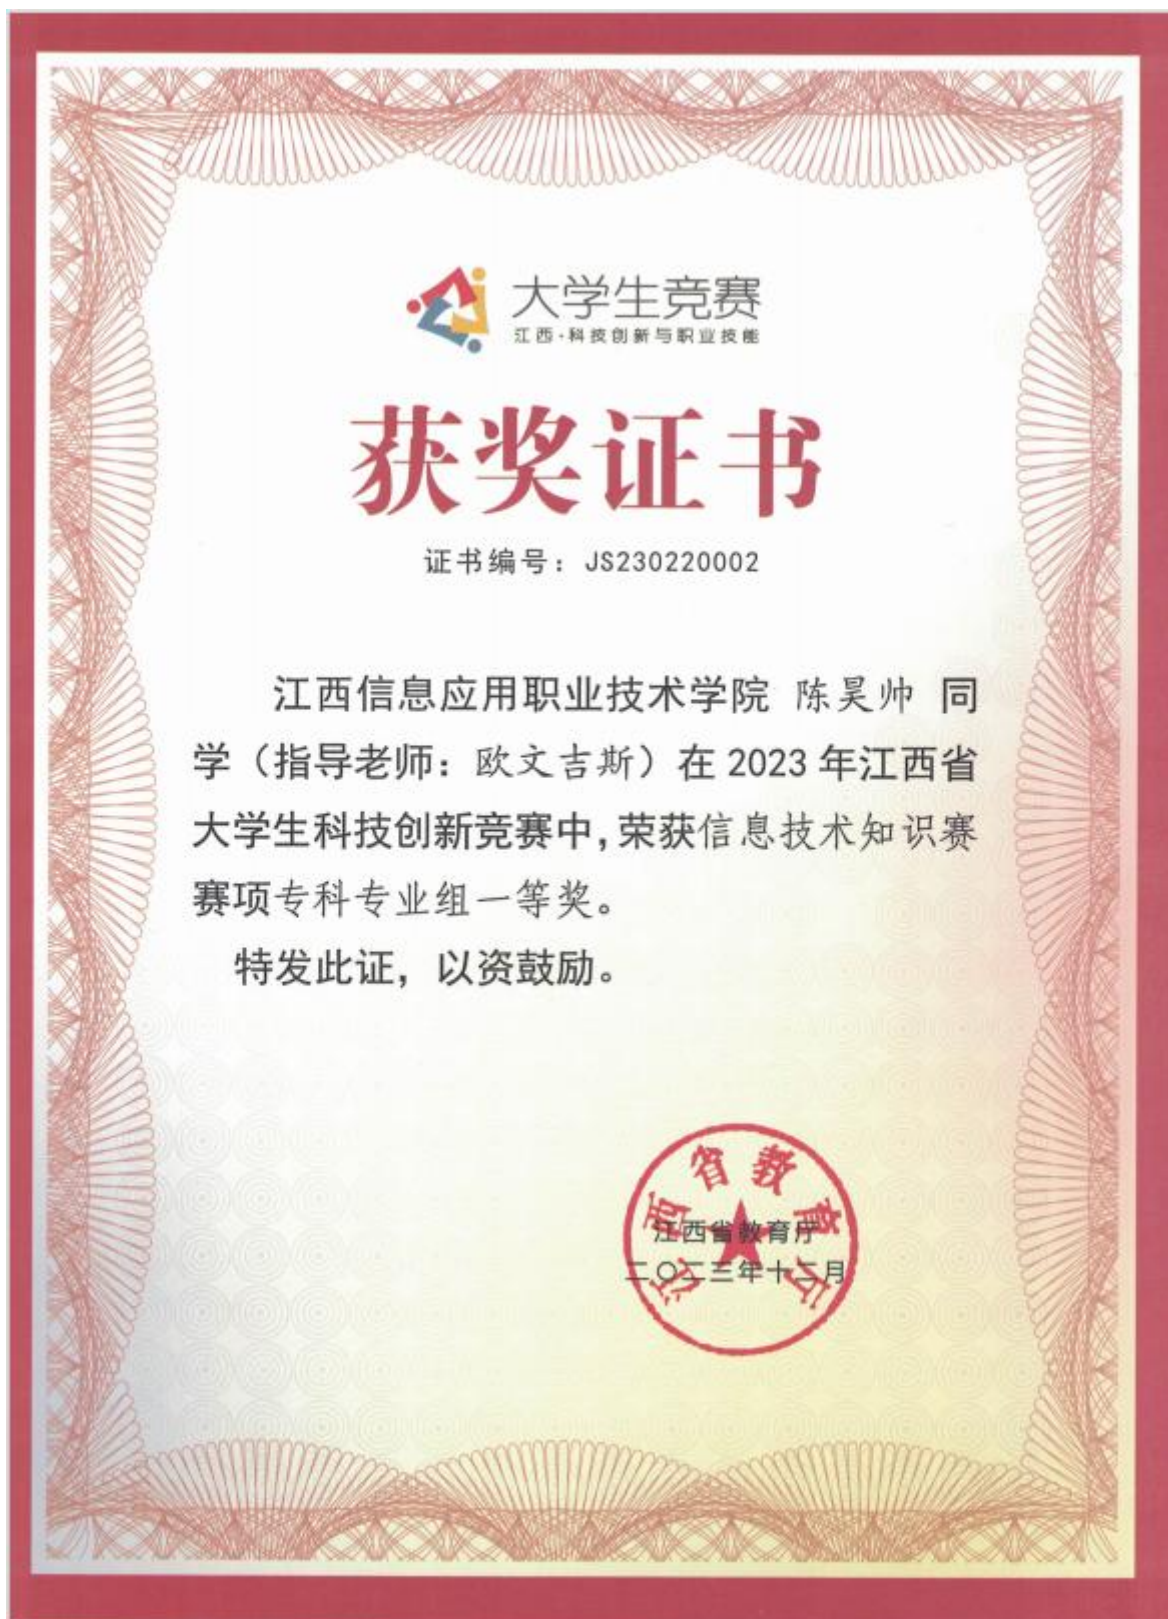 大学生竞赛
江西·科技创新与职业技能
获奖证书
证书编号：JS230220002
江西信息应用职业技术学院 陈昊帅 同
学（指导老师：欧文吉斯）在 2023 年江西省
大学生科技创新竞赛中，荣获信息技术知识赛
赛项专科专业组一等奖。
特发此证，以资鼓励。
江西省教育厅
江西省教育厅
二〇二三年十二月